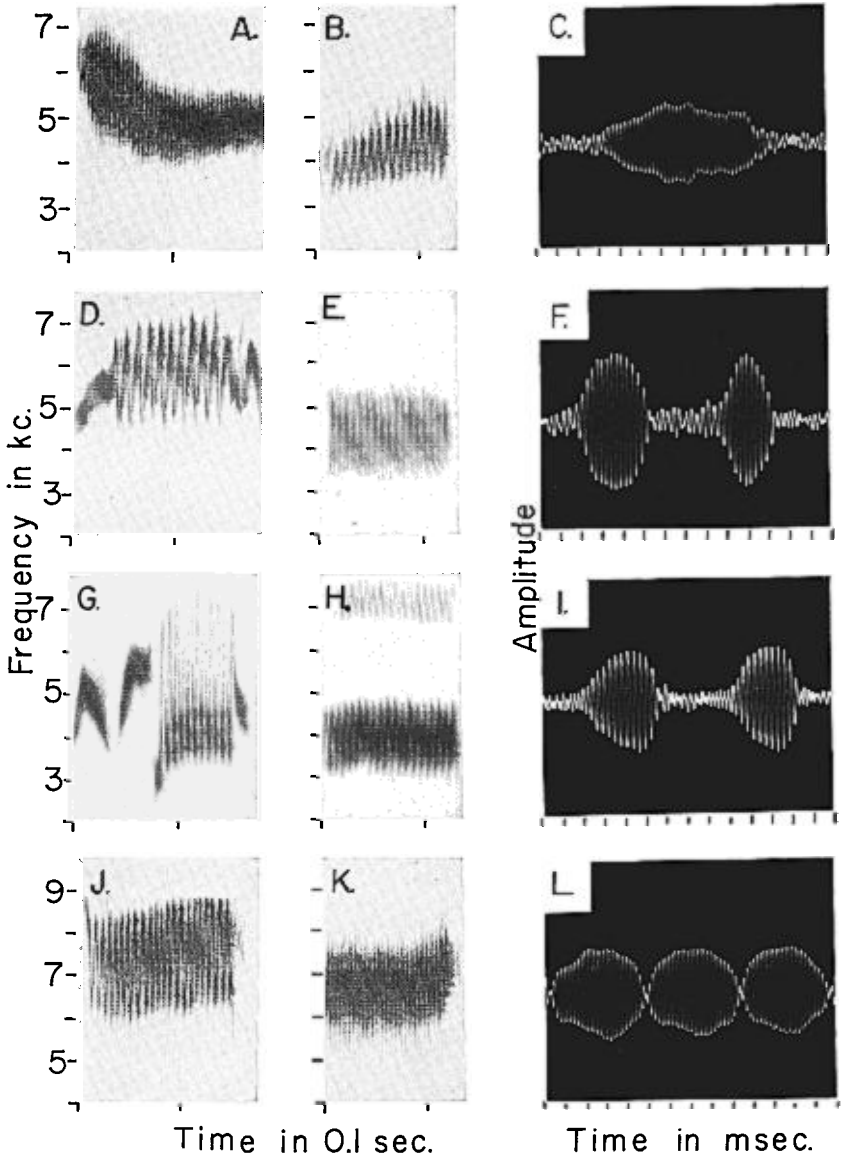 A.
B.
C.
7-
5-
3-
D.
E.
F.
7-
5-
3-
G.
H.
I.
7-
5-
3-
J.
K.
L.
9-
7-
5-
Frequency in kc.
Amplitude
Time in 0.1 sec.
Time in msec.